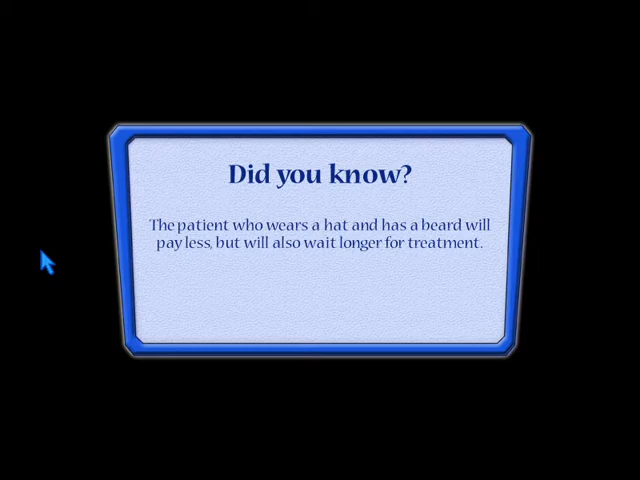 Did you know?
The patient who wears a hat and has a beard will
pay less, but will also wait longer for treatment.